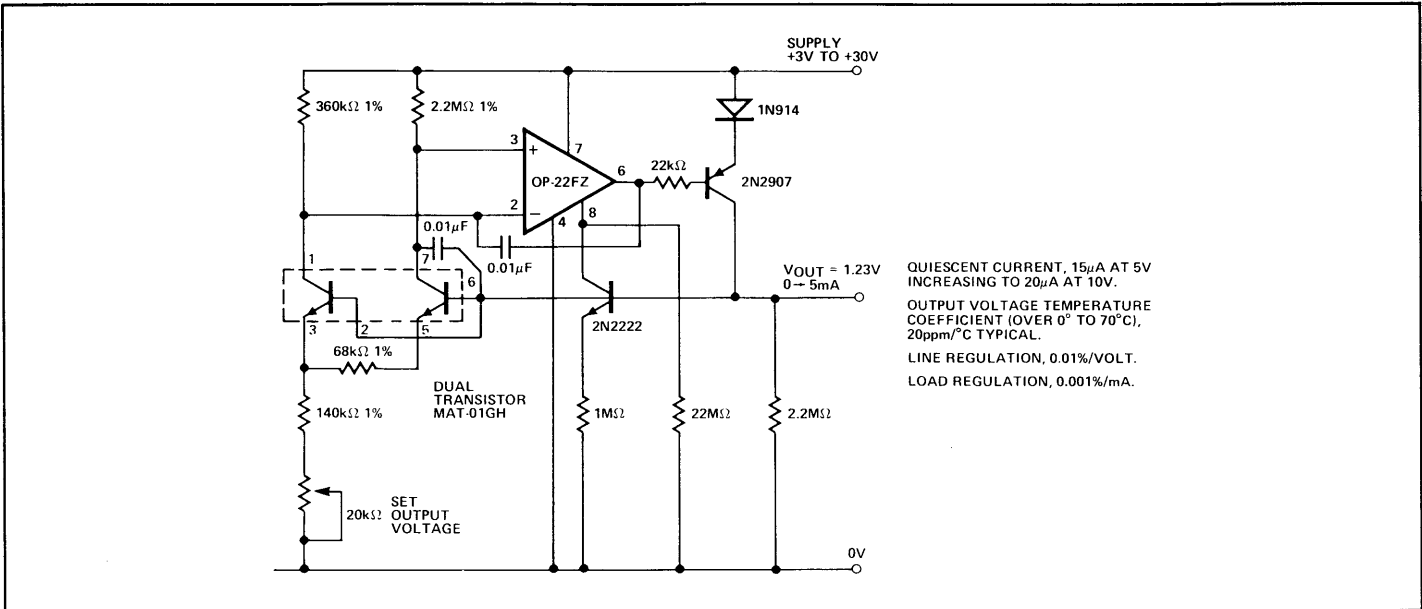 SUPPLY
+3V TO +30V
360kΩ 1%
2.2MΩ 1%
1N914
3
+
7
OP-22FZ
6
22kΩ
2N2907
2
−
4
8
0.01µF
0.01µF
1
7
6
VOUT = 1.23V
0→5mA
3
2
5
2N2222
68kΩ 1%
DUAL
TRANSISTOR
MAT-01GH
140kΩ 1%
1MΩ
22MΩ
2.2MΩ
20kΩ
SET
OUTPUT
VOLTAGE
0V
QUIESCENT CURRENT, 15µA AT 5V
INCREASING TO 20µA AT 10V.
OUTPUT VOLTAGE TEMPERATURE
COEFFICIENT (OVER 0° TO 70°C),
20ppm/°C TYPICAL.
LINE REGULATION, 0.01%/VOLT.
LOAD REGULATION, 0.001%/mA.